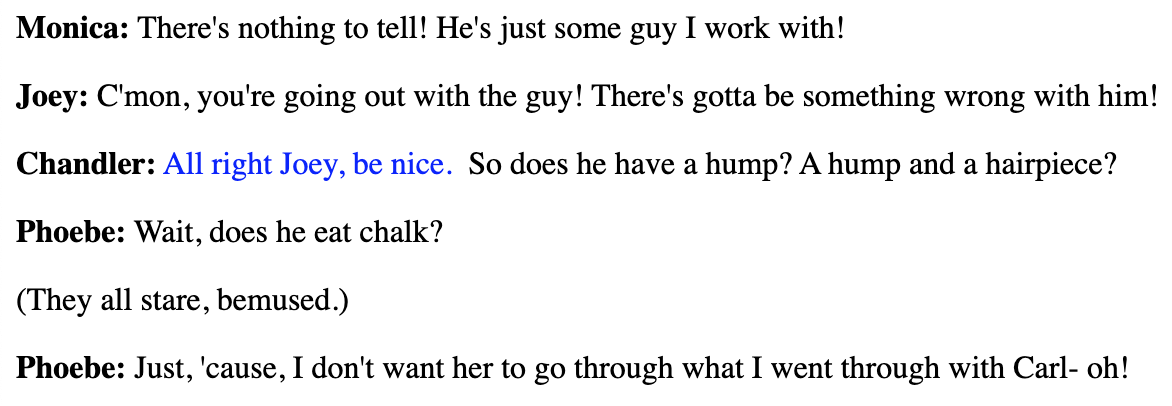 Monica: There's nothing to tell! He's just some guy I work with!
Joey: C'mon, you're going out with the guy! There's gotta be something wrong with him!
Chandler: All right Joey, be nice.  So does he have a hump? A hump and a hairpiece?
Phoebe: Wait, does he eat chalk?
(They all stare, bemused.)
Phoebe: Just, 'cause, I don't want her to go through what I went through with Carl- oh!